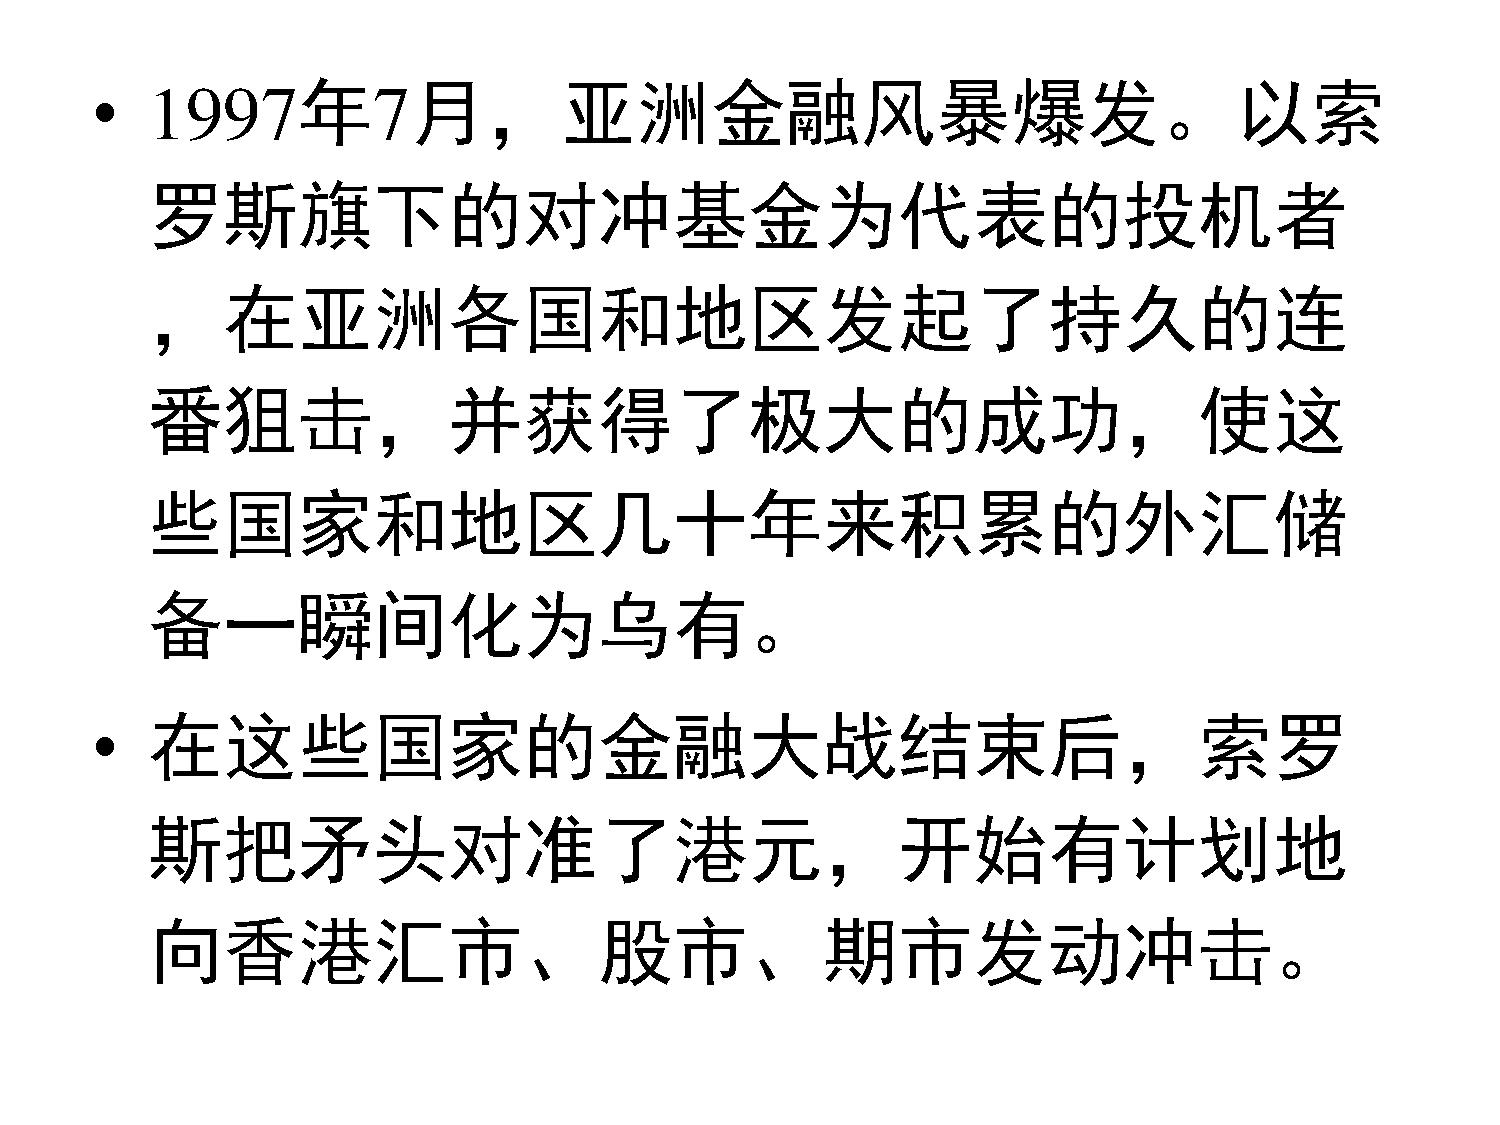 • 1997年7月，亚洲金融风暴爆发。以索
罗斯旗下的对冲基金为代表的投机者
，在亚洲各国和地区发起了持久的连
番狙击，并获得了极大的成功，使这
些国家和地区几十年来积累的外汇储
备一瞬间化为乌有。
• 在这些国家的金融大战结束后，索罗
斯把矛头对准了港元，开始有计划地
向香港汇市、股市、期市发动冲击。